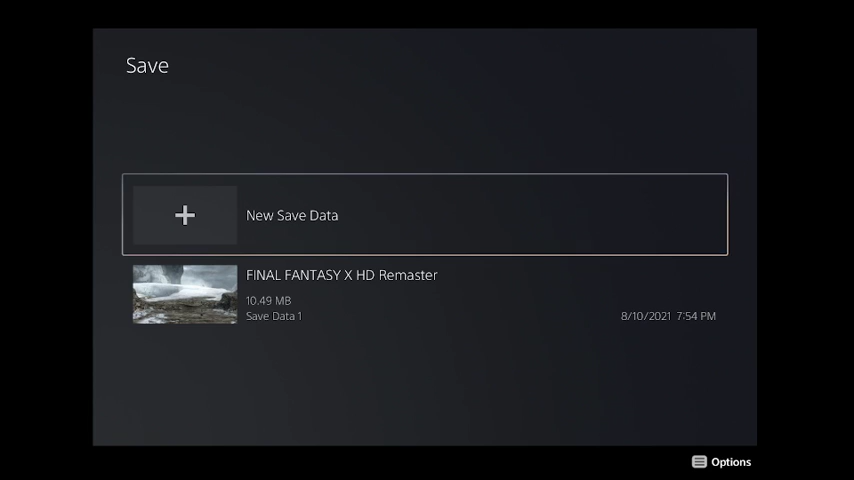 Save
New Save Data
FINAL FANTASY X HD Remaster
10.49 MB
Save Data 1 8/10/2021 7:54 PM
Options